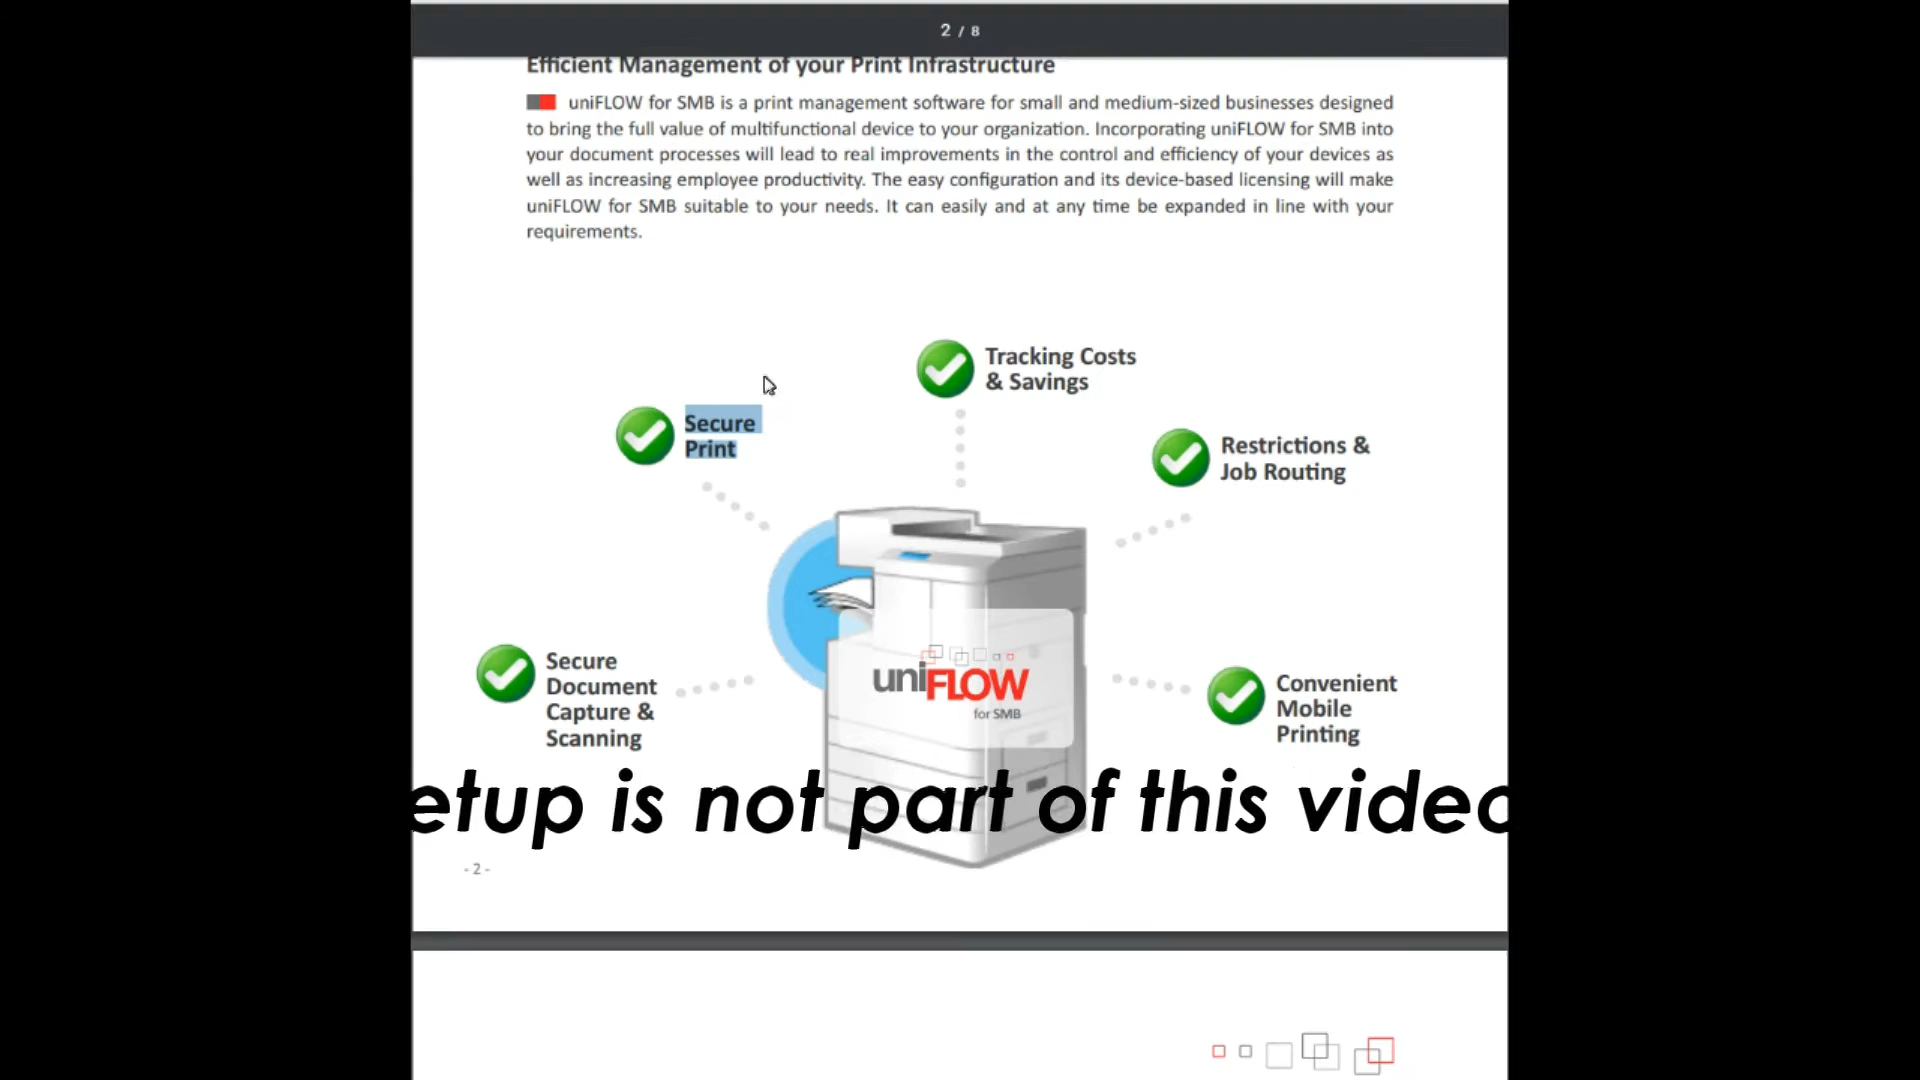 2 / 8
Efficient Management of your Print Infrastructure
uniFLOW for SMB is a print management software for small and medium-sized businesses designed
to bring the full value of multifunctional device to your organization. Incorporating uniFLOW for SMB into
your document processes will lead to real improvements in the control and efficiency of your devices as
well as increasing employee productivity. The easy configuration and its device-based licensing will make
uniFLOW for SMB suitable to your needs. It can easily and at any time be expanded in line with your
requirements.
Tracking Costs
& Savings
Secure
Print
Restrictions &
Job Routing
Secure
Document
Capture &
Scanning
uniFLOW
for SMB
Convenient
Mobile
Printing
etup is not part of this video
- 2 -